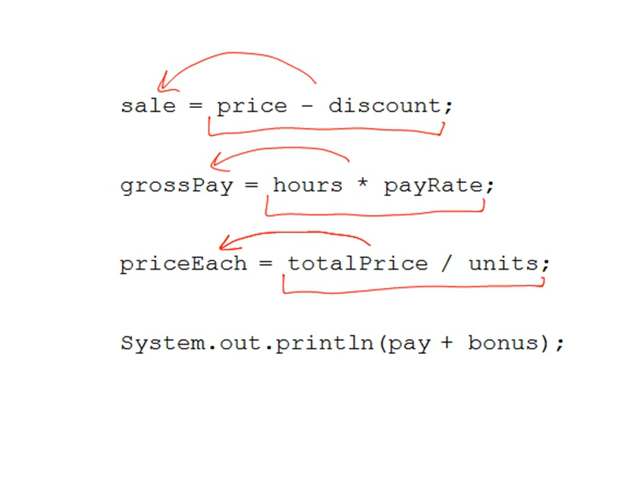 sale = price - discount;
grossPay = hours * payRate;
priceEach = totalPrice / units;
System.out.println(pay + bonus);